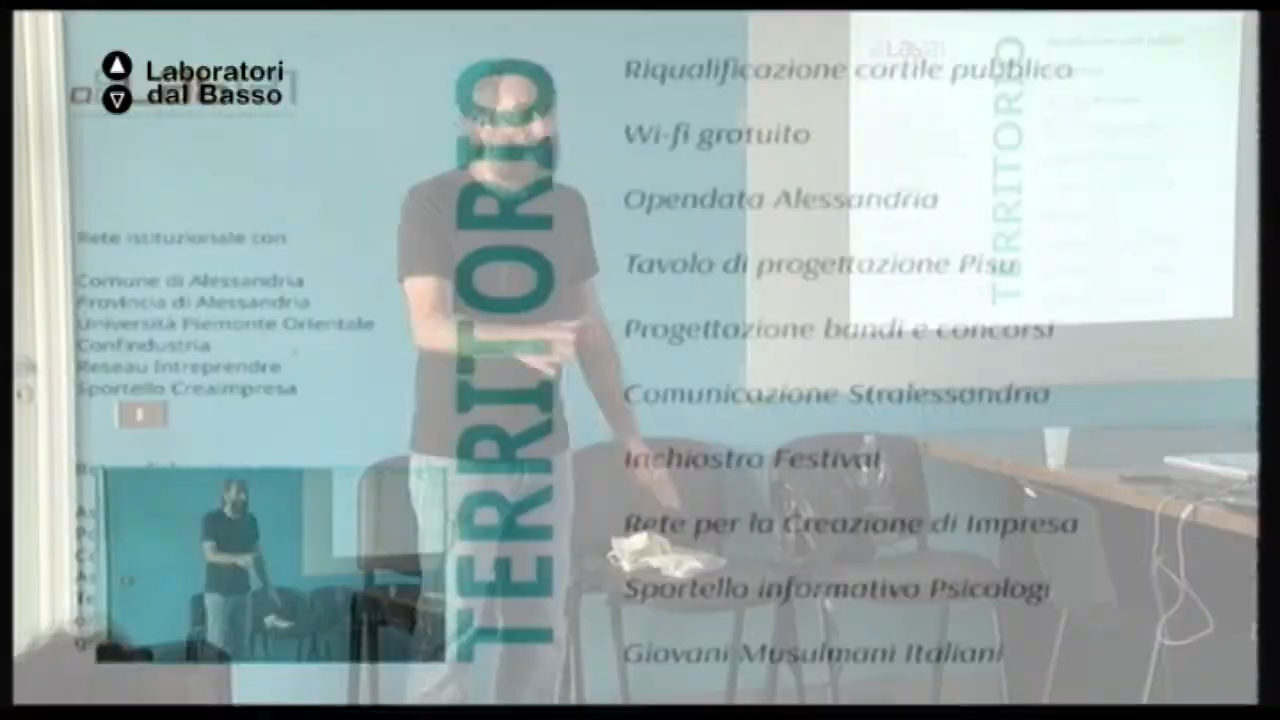 Laboratori
dal Basso
Rete istituzionale con
Comune di Alessandria
Provincia di Alessandria
Università Piemonte Orientale
Confindustria
Reseau Intreprendre
Sportello Creaimpresa
TERRITORIO
Riqualificazione cortile pubblico
Wi-fi gratuito
Opendata Alessandria
Tavolo di progettazione Pisu
Progettazione bandi e concorsi
Comunicazione Stralessandria
Inchiostro Festival
Rete per la Creazione di Impresa
Sportello informativo Psicologi
Giovani Musulmani Italiani
TERRITORIO